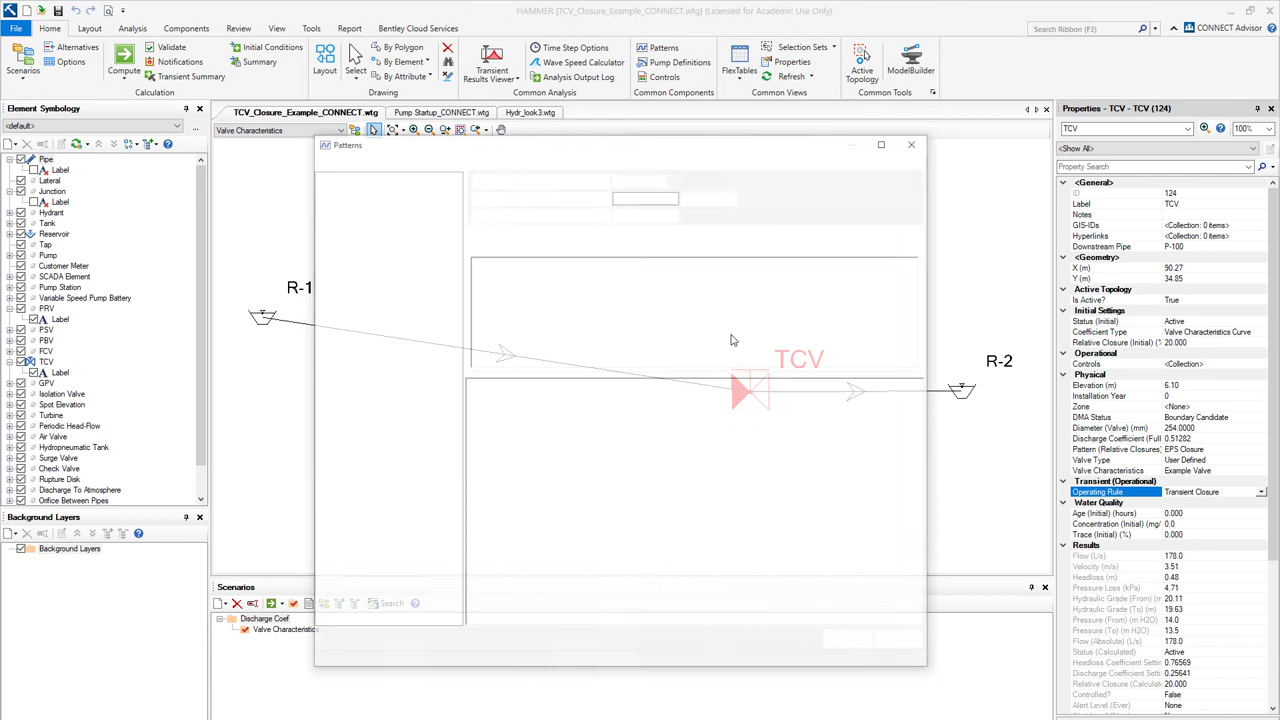 HAMMER [TCV_Closure_Example_CONNECT.wtg] (Licensed for Academic Use Only)
File Home Layout Analysis Components Review View Tools Report Bentley Cloud Services
Search Ribbon (F3) CONNECT Advisor
Scenarios
Alternatives
Options
Compute
Validate
Notifications
Transient Summary
Initial Conditions
Summary
Calculation
Layout
Select
By Polygon
By Element
By Attribute
Drawing
Transient Results Viewer
Time Step Options
Wave Speed Calculator
Analysis Output Log
Common Analysis
Patterns
Pump Definitions
Controls
Common Components
FlexTables
Selection Sets
Properties
Refresh
Common Views
Active Topology
ModelBuilder
Common Tools
Element Symbology
<default>
Pipe
Label
Lateral
Junction
Label
Hydrant
Tank
Reservoir
Tap
Pump
Customer Meter
SCADA Element
Pump Station
Variable Speed Pump Battery
PRV
Label
PSV
PBV
FCV
TCV
Label
GPV
Isolation Valve
Spot Elevation
Turbine
Periodic Head-Flow
Air Valve
Hydropneumatic Tank
Surge Valve
Check Valve
Rupture Disk
Discharge To Atmosphere
Orifice Between Pipes
Background Layers
Background Layers
TCV_Closure_Example_CONNECT.wtg Pump Startup_CONNECT.wtg Hydr_look3.wtg
Valve Characteristics
Patterns
R-1
TCV
R-2
Scenarios
Search
Discharge Coef
Valve Characteristics
Properties - TCV - TCV (124)
TCV 100%
<Show All>
Property Search
<General>
ID 124
Label TCV
Notes
GIS-IDs <Collection: 0 items>
Hyperlinks <Collection: 0 items>
Downstream Pipe P-100
<Geometry>
X (m) 90.27
Y (m) 34.85
Active Topology
Is Active? True
Initial Settings
Status (Initial) Active
Coefficient Type Valve Characteristics Curve
Relative Closure (Initial 20.000
Operational
Controls <Collection>
Physical
Elevation (m) 6.10
Installation Year 0
Zone <None>
DMA Status Boundary Candidate
Diameter (Valve) (mm) 254.0000
Discharge Coefficient (Full 0.51282
Pattern (Relative Closures) EPS Closure
Valve Type User Defined
Valve Characteristics Example Valve
Transient (Operational)
Operating Rule Transient Closure
Water Quality
Age (Initial) (hours) 0.000
Concentration (Initial) (mg/ 0.0
Trace (Initial) (%) 0.000
Results
Flow (L/s) 178.0
Velocity (m/s) 3.51
Headloss (m) 0.48
Pressure Loss (kPa) 4.71
Hydraulic Grade (From) (m) 20.11
Hydraulic Grade (To) (m) 19.63
Pressure (From) (m H2O) 14.0
Pressure (To) (m H2O) 13.5
Flow (Absolute) (L/s) 178.0
Status (Calculated) Active
Headloss Coefficient Setti 0.76569
Discharge Coefficient Setti 0.25641
Relative Closure (Calculate 20.000
Controlled? False
Alert Level (Ever) None